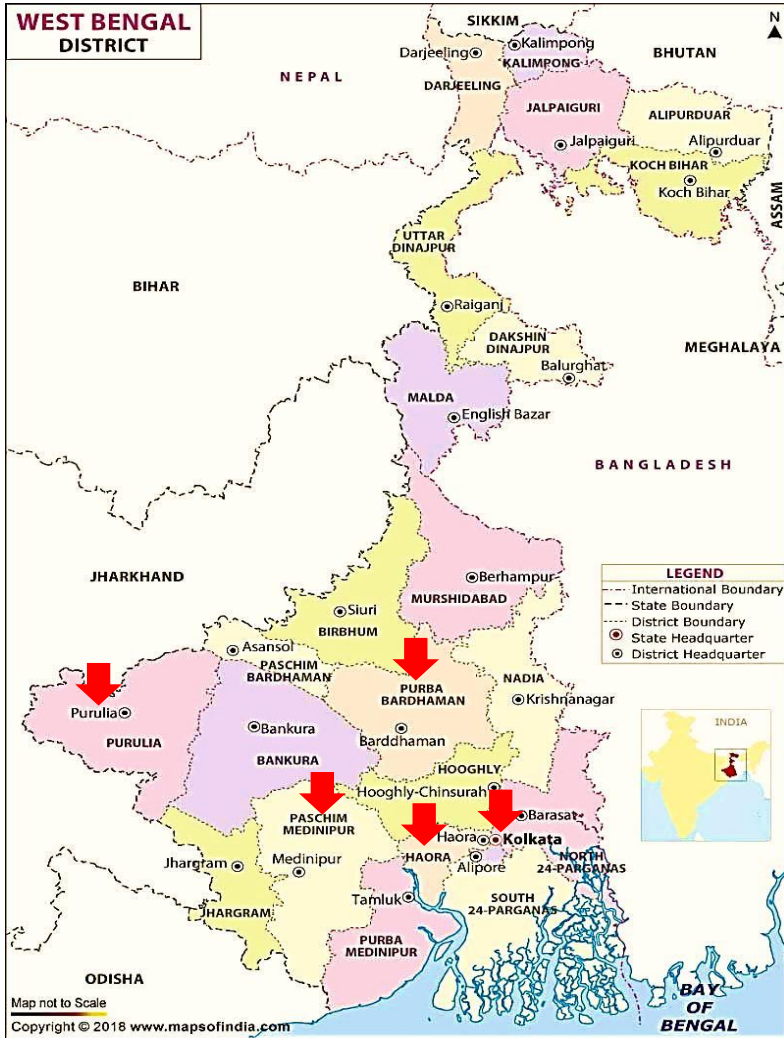 WEST BENGAL
DISTRICT
N
SIKKIM
Kalimpong
KALIMPONG
Darjeeling
DARJEELING
BHUTAN
NEPAL
JALPAIGURI
Jalpaiguri
ALIPURDUAR
Alipurduar
KOCH BIHAR
Koch Bihar
ASSAM
UTTAR
DINAJPUR
BIHAR
Raiganj
DAKSHIN
DINAJPUR
Balurghat
MEGHALAYA
MALDA
English Bazar
BANGLADESH
JHARKHAND
Berhampur
MURSHIDABAD
Siuri
BIRBHUM
LEGEND
International Boundary
State Boundary
District Boundary
State Headquarter
District Headquarter
Asansol
PASCHIM
BARDHAMAN
PURBA
BARDHAMAN
NADIA
Krishnanagar
Purulia
PURULIA
Bankura
BANKURA
Barddhaman
INDIA
HOOGHLY
Hooghly-Chinsurah
PASCHIM
MEDINIPUR
Barasat
Haora
Kolkata
HAORA
Alipore
NORTH
24-PARGANAS
Jhargram
JHARGRAM
Medinipur
Tamluk
SOUTH
24-PARGANAS
PURBA
MEDINIPUR
ODISHA
BAY
OF
BENGAL
Map not to Scale
Copyright © 2018 www.mapsofindia.com